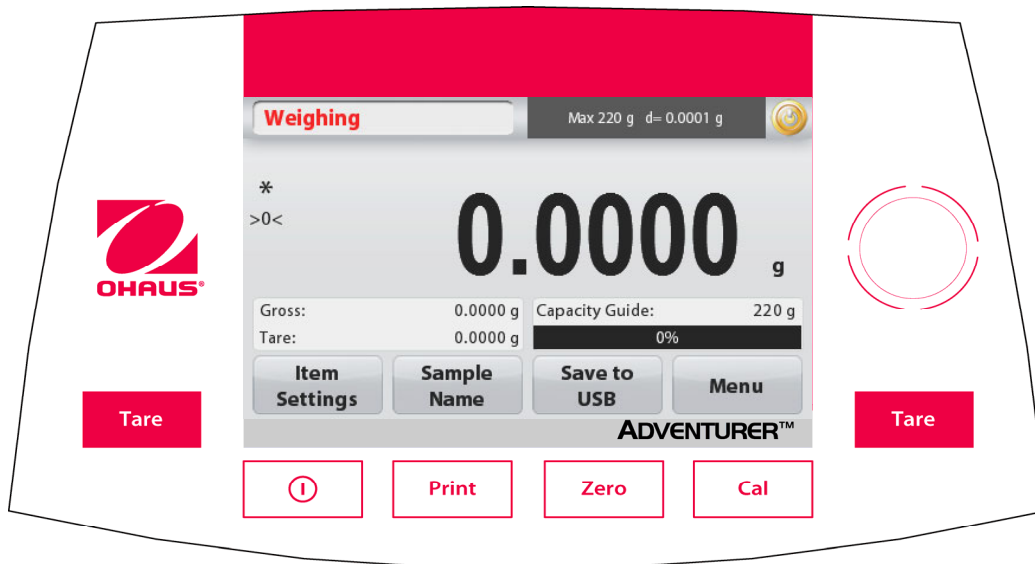 Weighing
Max 220 g d= 0.0001 g
*
>0<
0.0000 g
OHAUS®
Gross: 0.0000 g
Capacity Guide: 220 g
Tare: 0.0000 g
0%
Item Settings
Sample Name
Save to USB
Menu
Tare
Tare
ADVENTURER™
Print
Zero
Cal